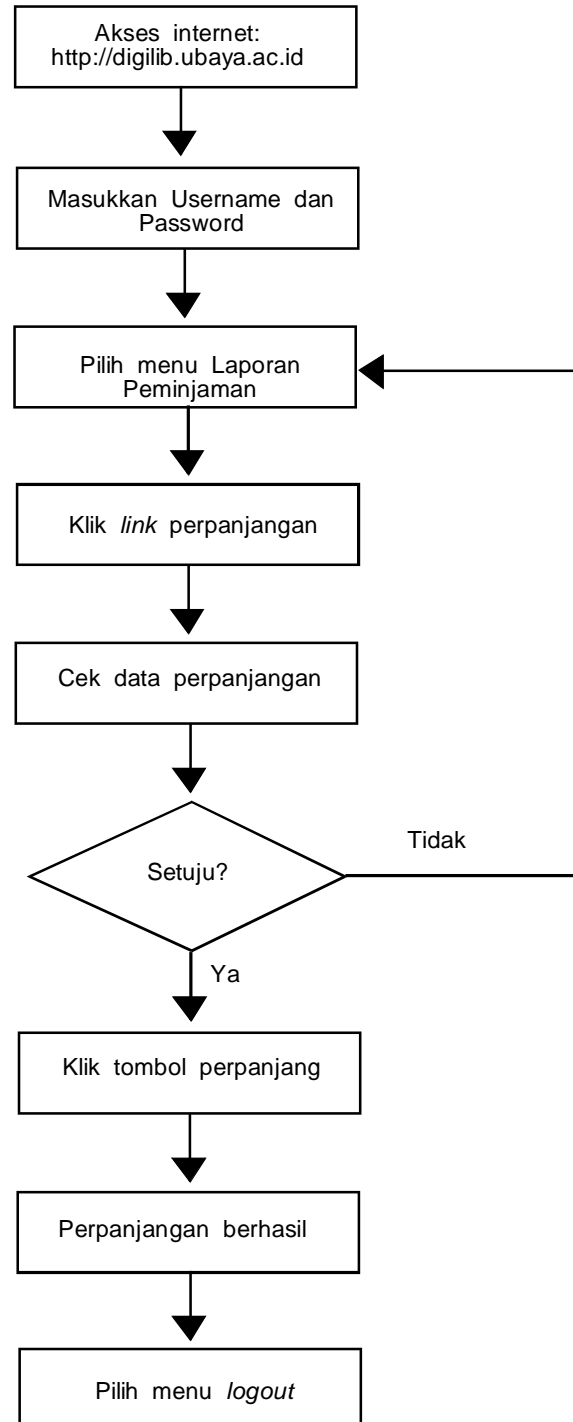 Akses internet:
http://digilib.ubaya.ac.id
Masukkan Username dan
Password
Pilih menu Laporan
Peminjaman
Klik link perpanjangan
Cek data perpanjangan
Setuju?
Tidak
Ya
Klik tombol perpanjang
Perpanjangan berhasil
Pilih menu logout